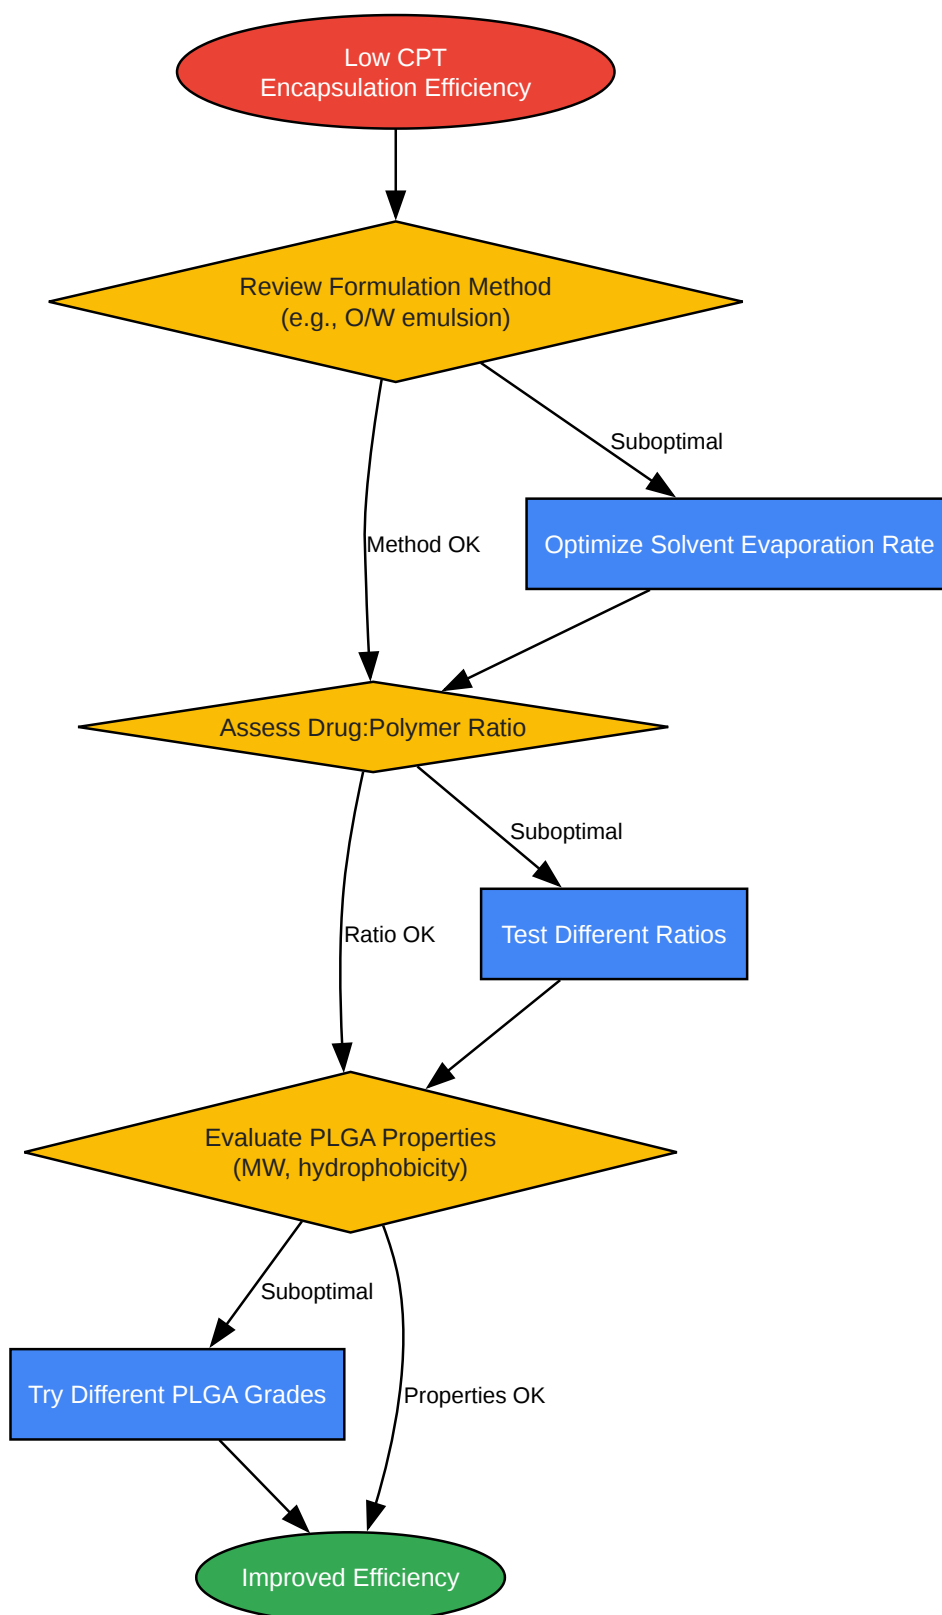 Low CPT
Encapsulation Efficiency
Review Formulation Method
(e.g., O/W emulsion)
Suboptimal
Method OK
Optimize Solvent Evaporation Rate
Assess Drug:Polymer Ratio
Suboptimal
Ratio OK
Test Different Ratios
Evaluate PLGA Properties
(MW, hydrophobicity)
Suboptimal
Try Different PLGA Grades
Properties OK
Improved Efficiency